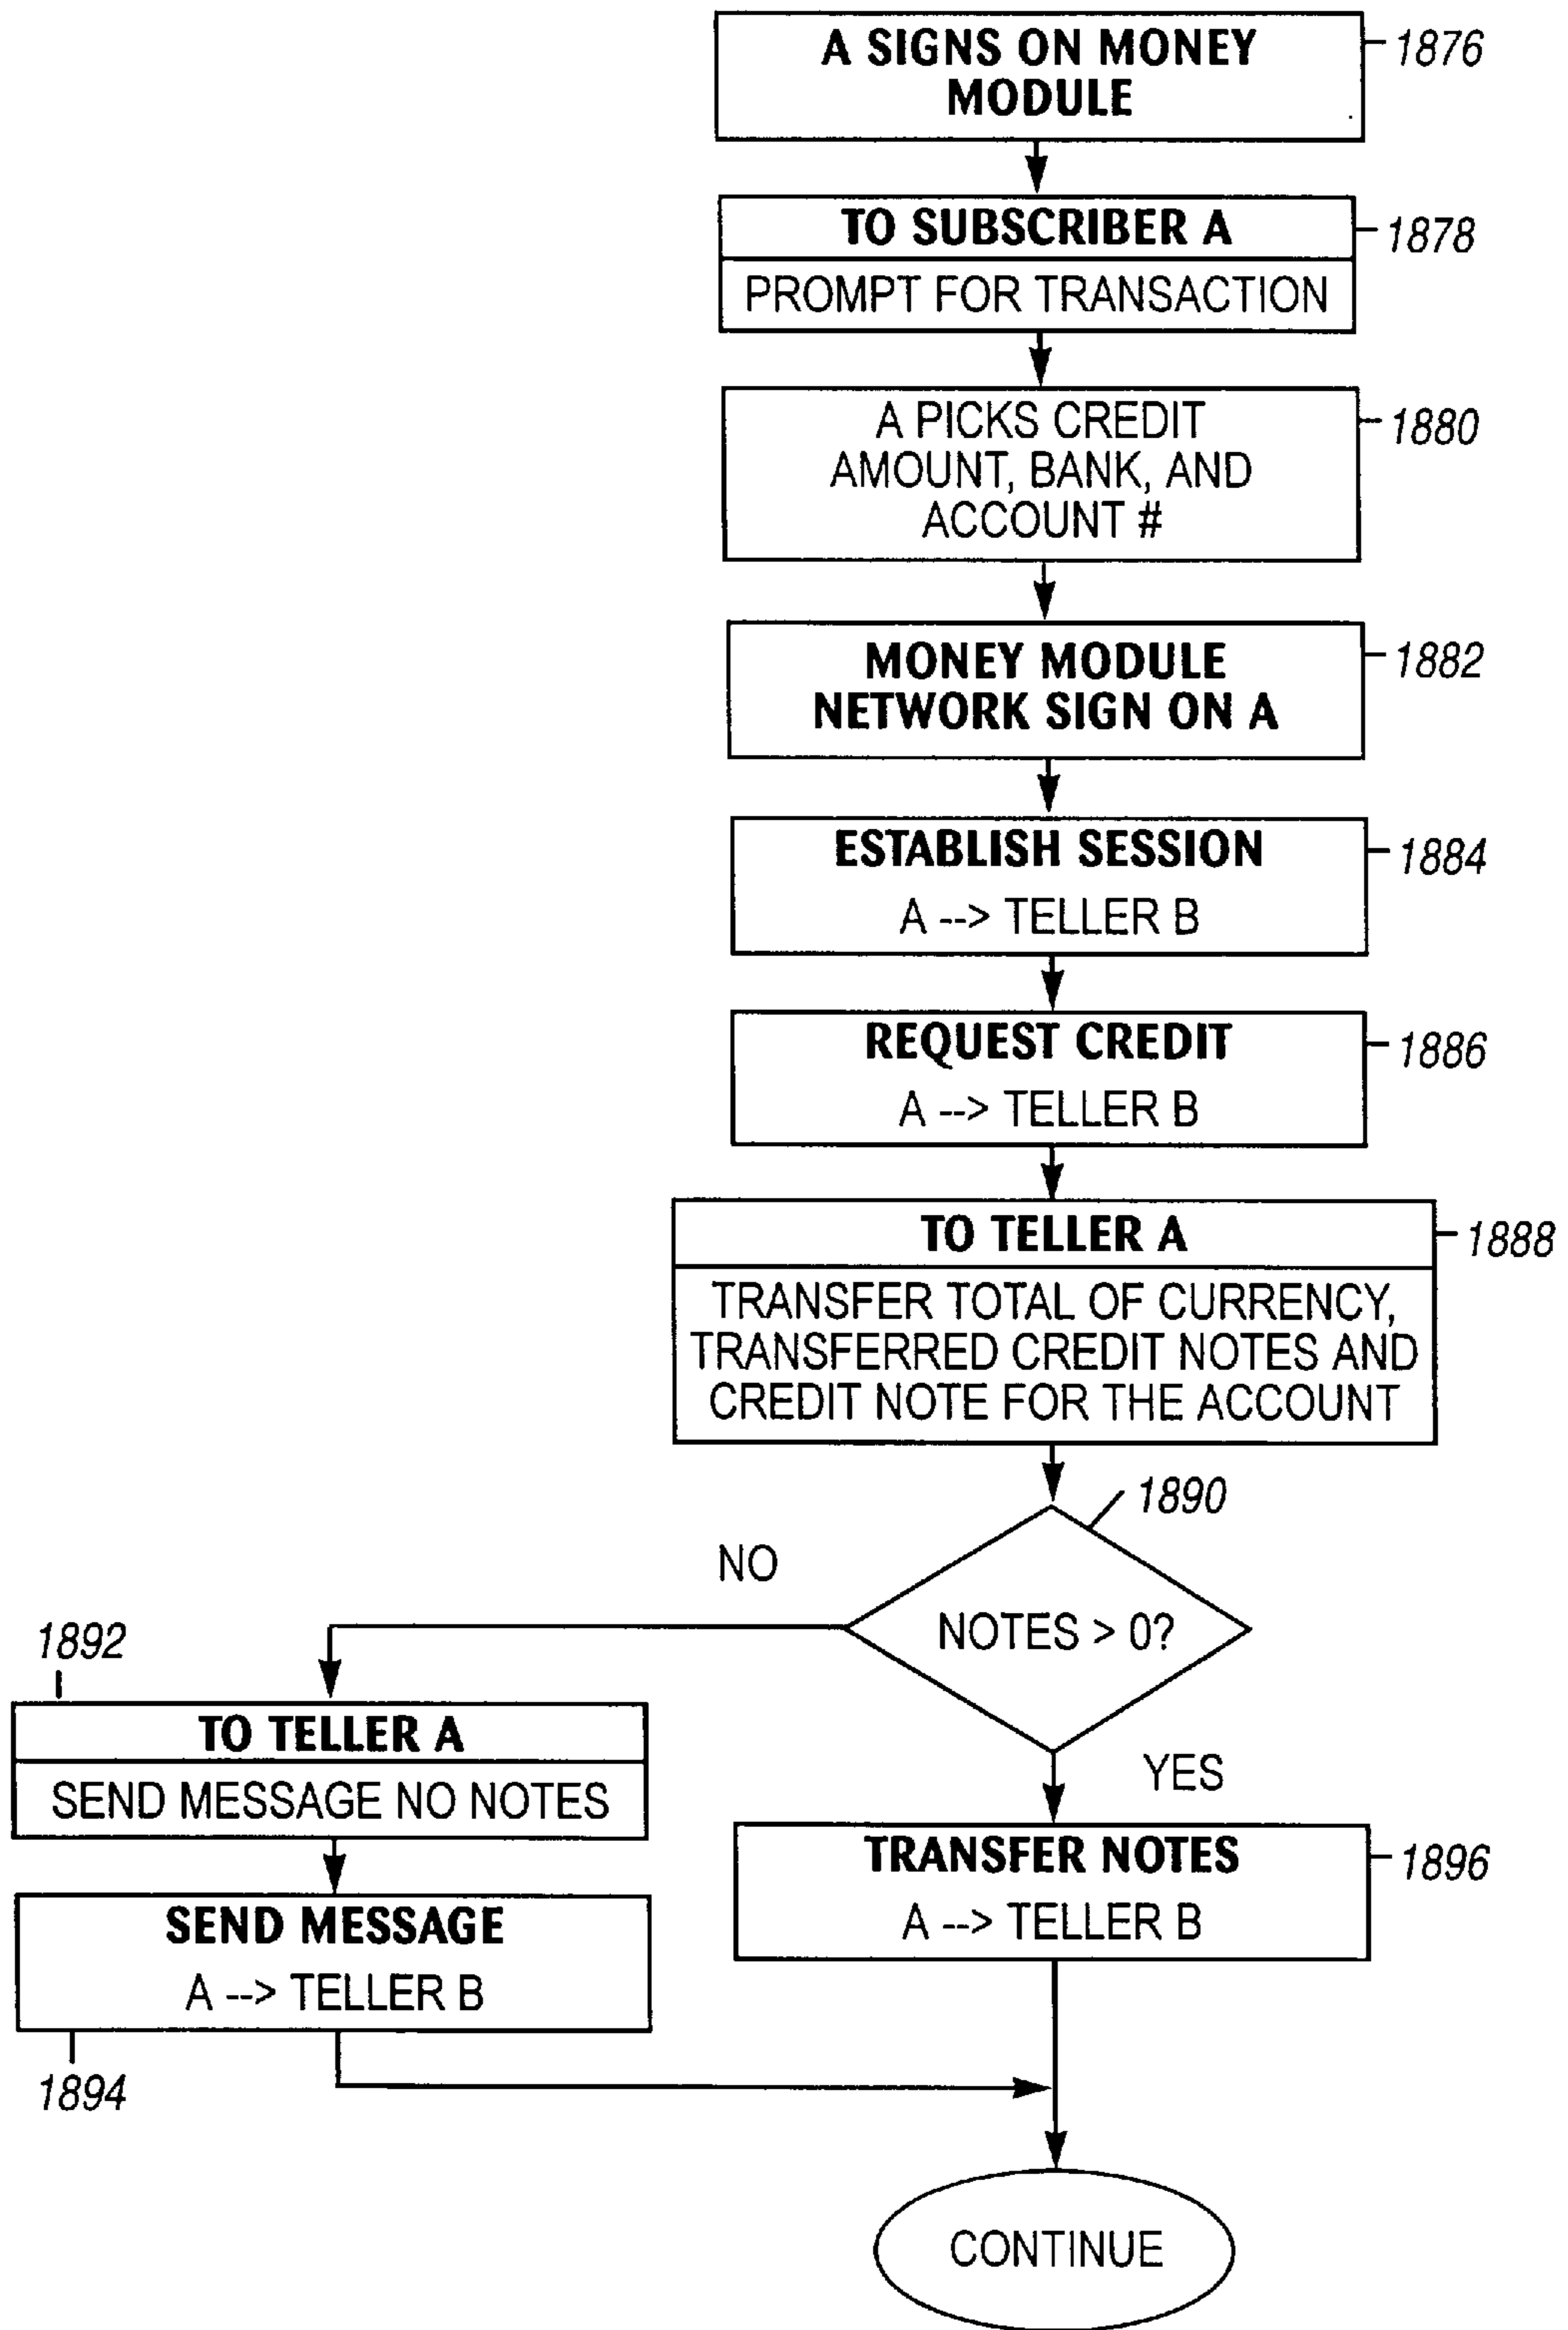 A SIGNS ON MONEY
MODULE
1876
TO SUBSCRIBER A
1878
PROMPT FOR TRANSACTION
A PICKS CREDIT
AMOUNT, BANK, AND
ACCOUNT #
1880
MONEY MODULE
NETWORK SIGN ON A
1882
ESTABLISH SESSION
A --> TELLER B
1884
REQUEST CREDIT
A --> TELLER B
1886
TO TELLER A
1888
TRANSFER TOTAL OF CURRENCY,
TRANSFERRED CREDIT NOTES AND
CREDIT NOTE FOR THE ACCOUNT
1890
NO
NOTES > 0?
1892
TO TELLER A
SEND MESSAGE NO NOTES
YES
TRANSFER NOTES
A --> TELLER B
1896
SEND MESSAGE
A --> TELLER B
1894
CONTINUE